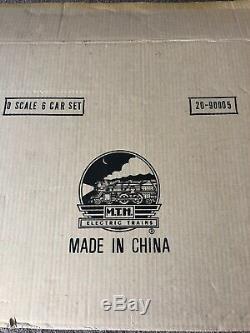 O SCALE 6 CAR SET
20-90005
M.T.H.
ELECTRIC TRAINS
®
MADE IN CHINA